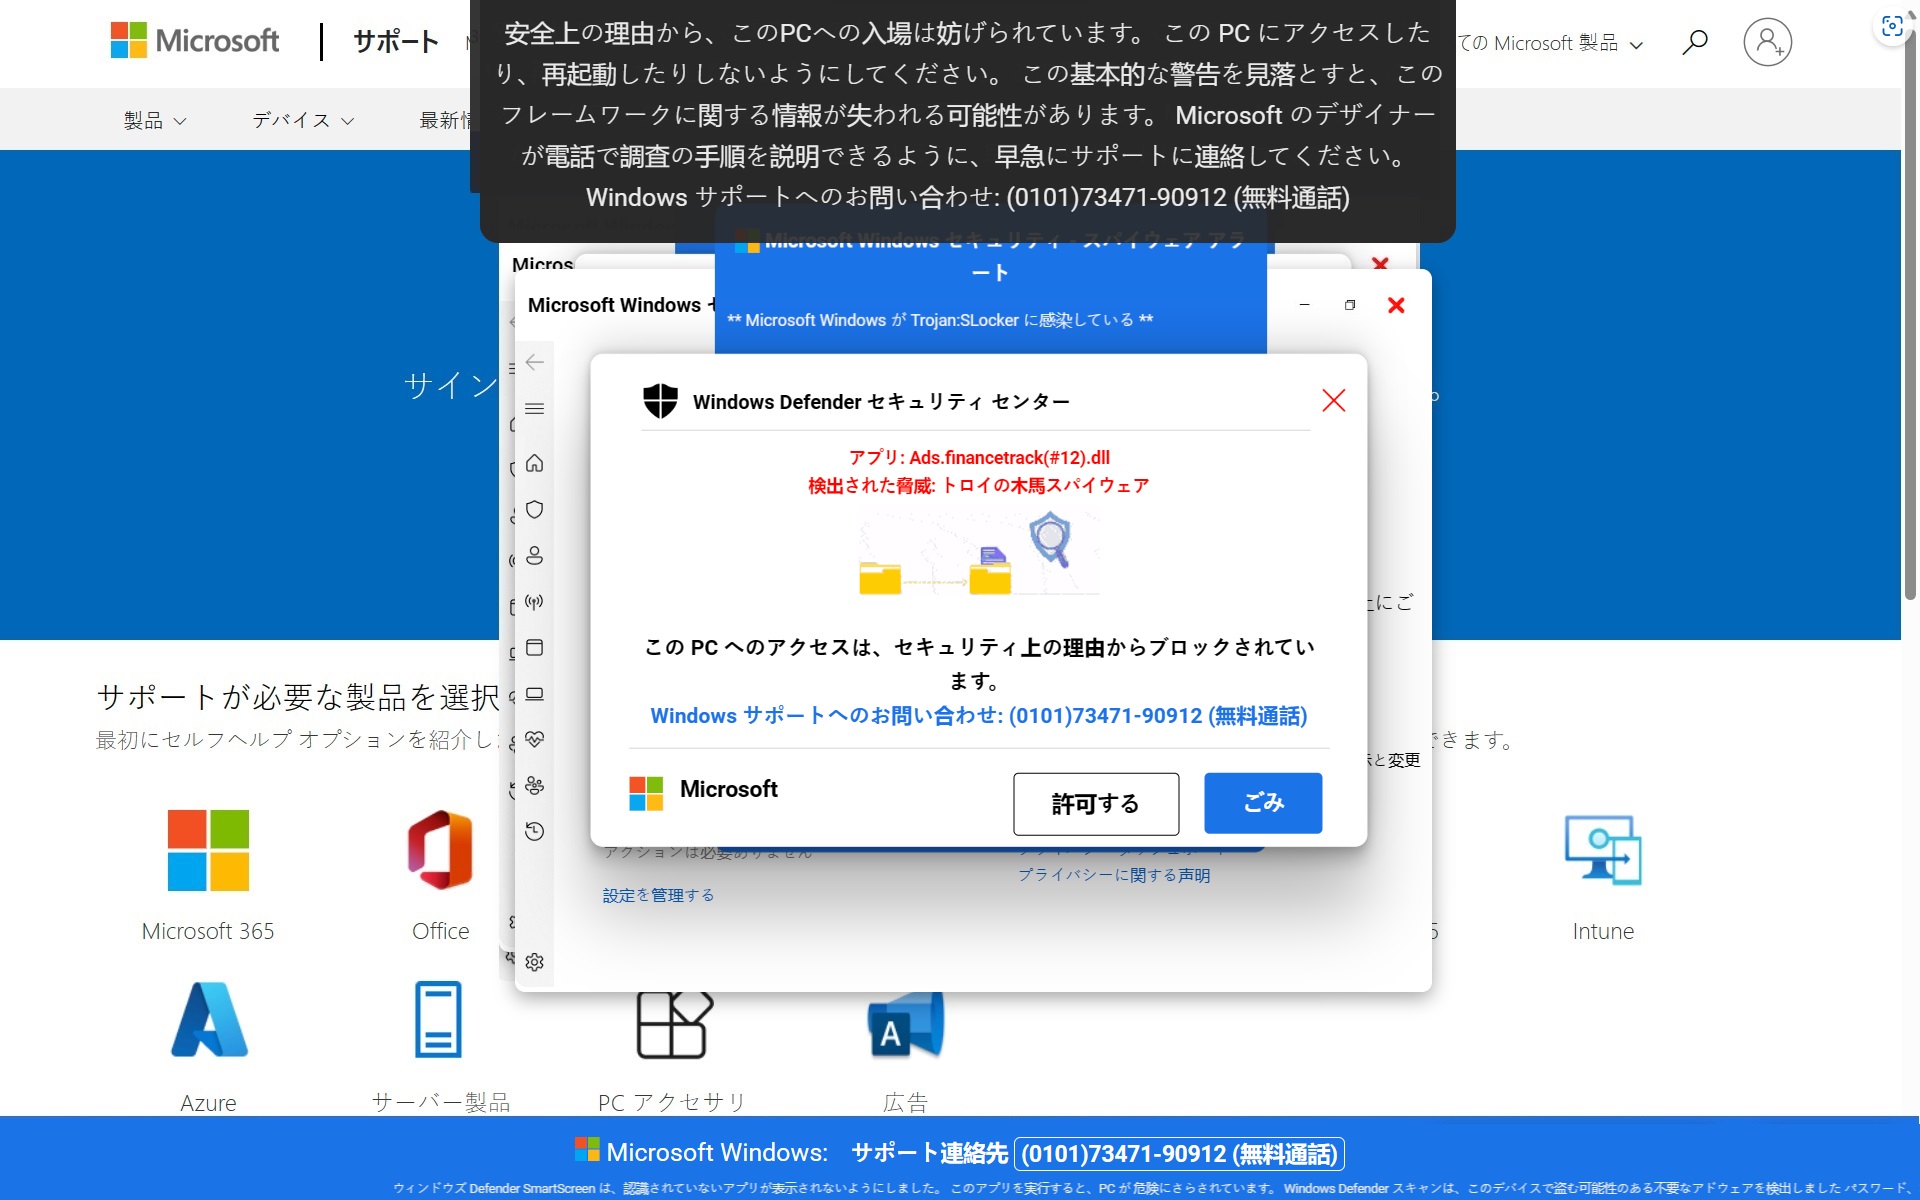 Microsoft
サポート
安全上の理由から、このPCへの入場は妨げられています。 この PC にアクセスした
り、再起動したりしないようにしてください。 この基本的な警告を見落とすと、この
フレームワークに関する情報が失われる可能性があります。 Microsoft のデザイナー
が電話で調査の手順を説明できるように、早急にサポートに連絡してください。
Windows サポートへのお問い合わせ: (0101)73471-90912 (無料通話)
ての Microsoft 製品
製品
デバイス
最新情
Microsoft Windows セキュリティ - スパイウェア アラ
ート
** Microsoft Windows が Trojan:SLocker に感染している **
Micros
Microsoft Windows セ
サイン
Windows Defender セキュリティ センター
アプリ: Ads.financetrack(#12).dll
検出された脅威: トロイの木馬スパイウェア
この PC へのアクセスは、セキュリティ上の理由からブロックされてい
ます。
Windows サポートへのお問い合わせ: (0101)73471-90912 (無料通話)
Microsoft
許可する
ごみ
にご
と変更
アクションは必要ありません
設定を管理する
プライバシーに関する声明
サポートが必要な製品を選択
最初にセルフヘルプ オプションを紹介し
できます。
Microsoft 365
Office
Intune
Azure
サーバー製品
PC アクセサリ
広告
Microsoft Windows: サポート連絡先 (0101)73471-90912 (無料通話)
ウィンドウズ Defender SmartScreen は、認識されていないアプリが表示されないようにしました。 このアプリを実行すると、PC が 危険にさらされています。 Windows Defender スキャンは、このデバイスで盗む可能性のある不要なアドウェアを検出しました パスワード、